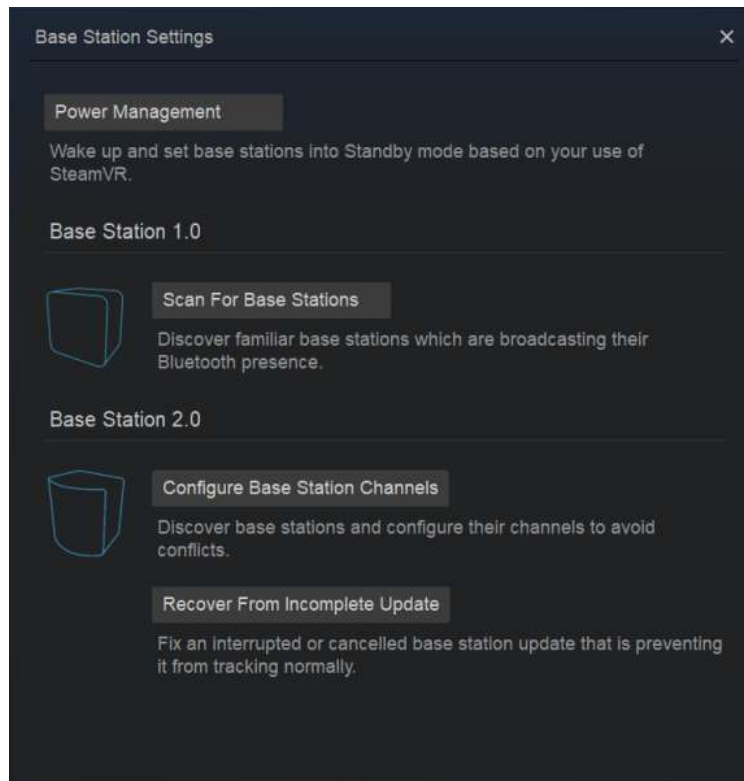 Base Station Settings
Power Management
Wake up and set base stations into Standby mode based on your use of
SteamVR.
Base Station 1.0
Scan For Base Stations
Discover familiar base stations which are broadcasting their
Bluetooth presence.
Base Station 2.0
Configure Base Station Channels
Discover base stations and configure their channels to avoid
conflicts.
Recover From Incomplete Update
Fix an interrupted or cancelled base station update that is preventing
it from tracking normally.